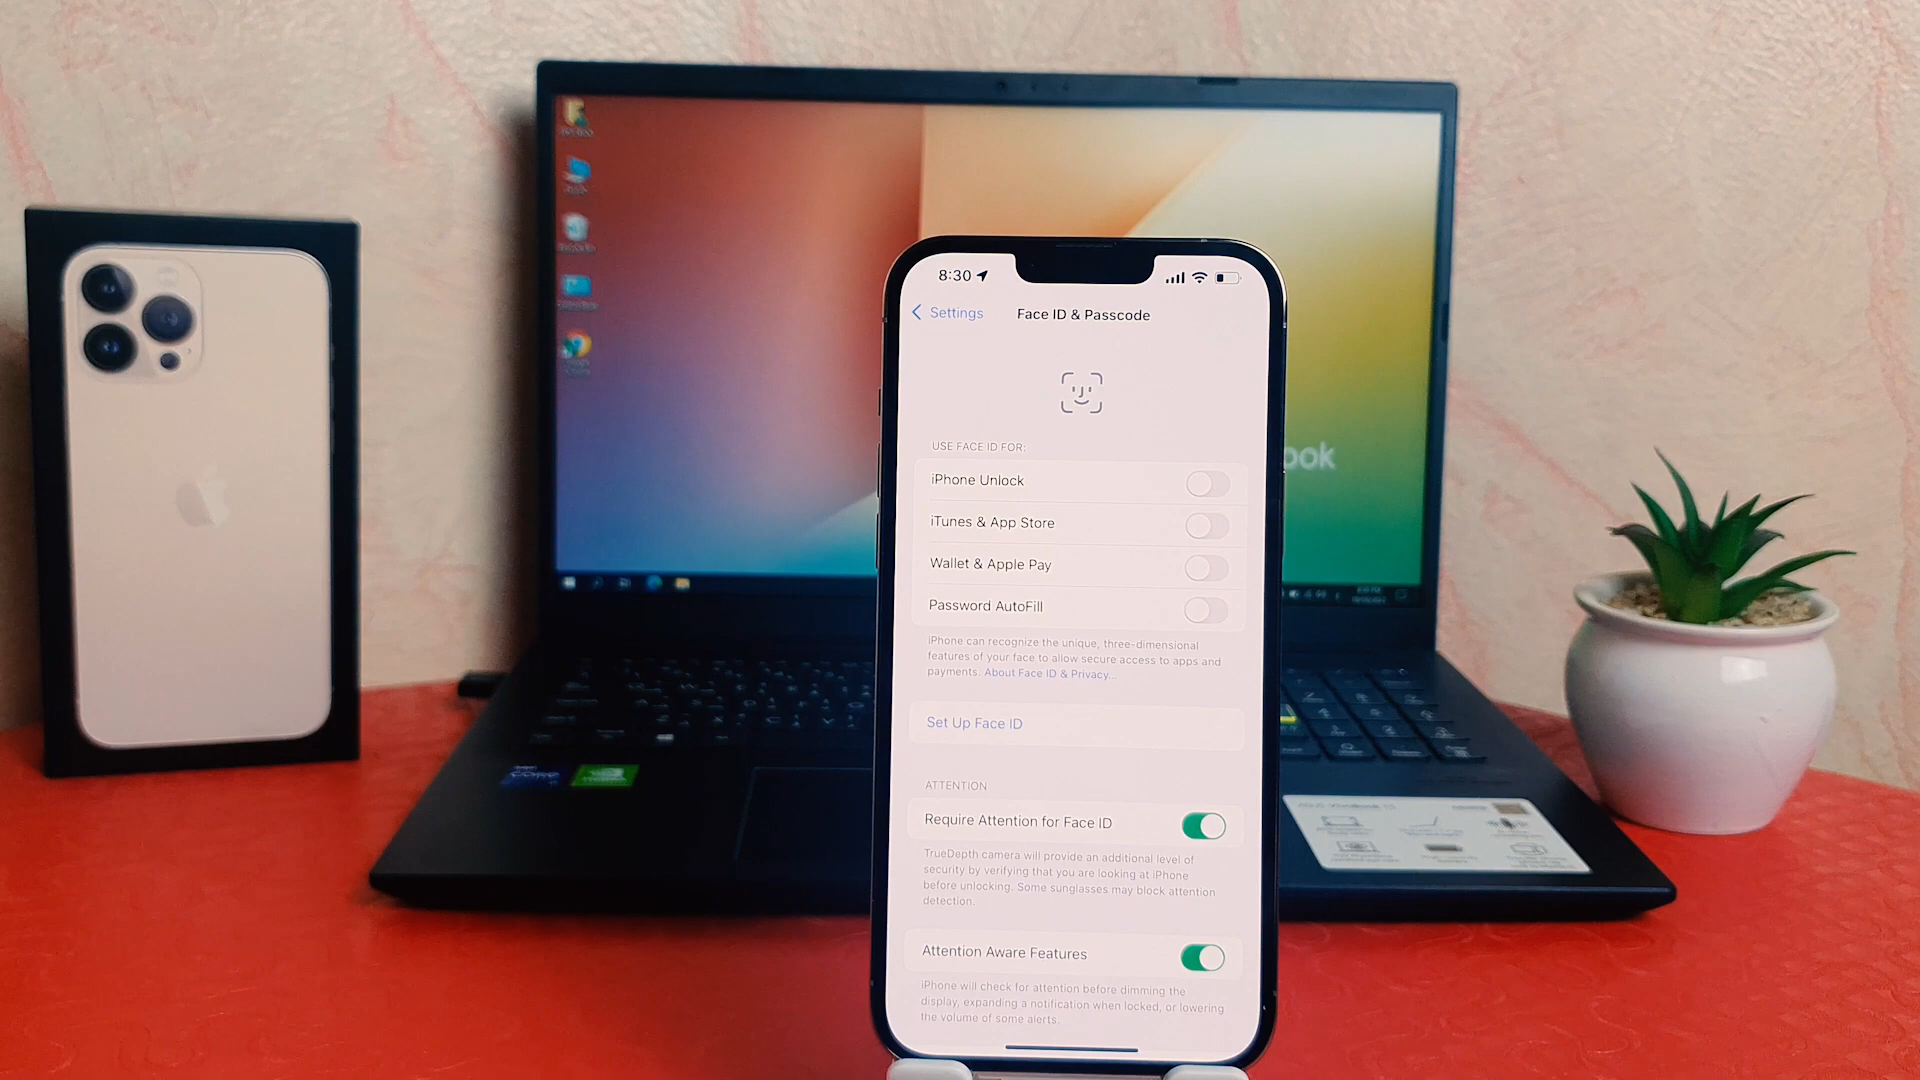 8:30
Settings
Face ID & Passcode
USE FACE ID FOR:
iPhone Unlock
iTunes & App Store
Wallet & Apple Pay
Password AutoFill
iPhone can recognize the unique, three-dimensional
features of your face to allow secure access to apps and
payments. About Face ID & Privacy...
Set Up Face ID
ATTENTION
Require Attention for Face ID
TrueDepth camera will provide an additional level of
security by verifying that you are looking at iPhone
before unlocking. Some sunglasses may block attention
detection.
Attention Aware Features
iPhone will check for attention before dimming the
display, expanding a notification when locked, or lowering
the volume of some alerts.
ook
CORE